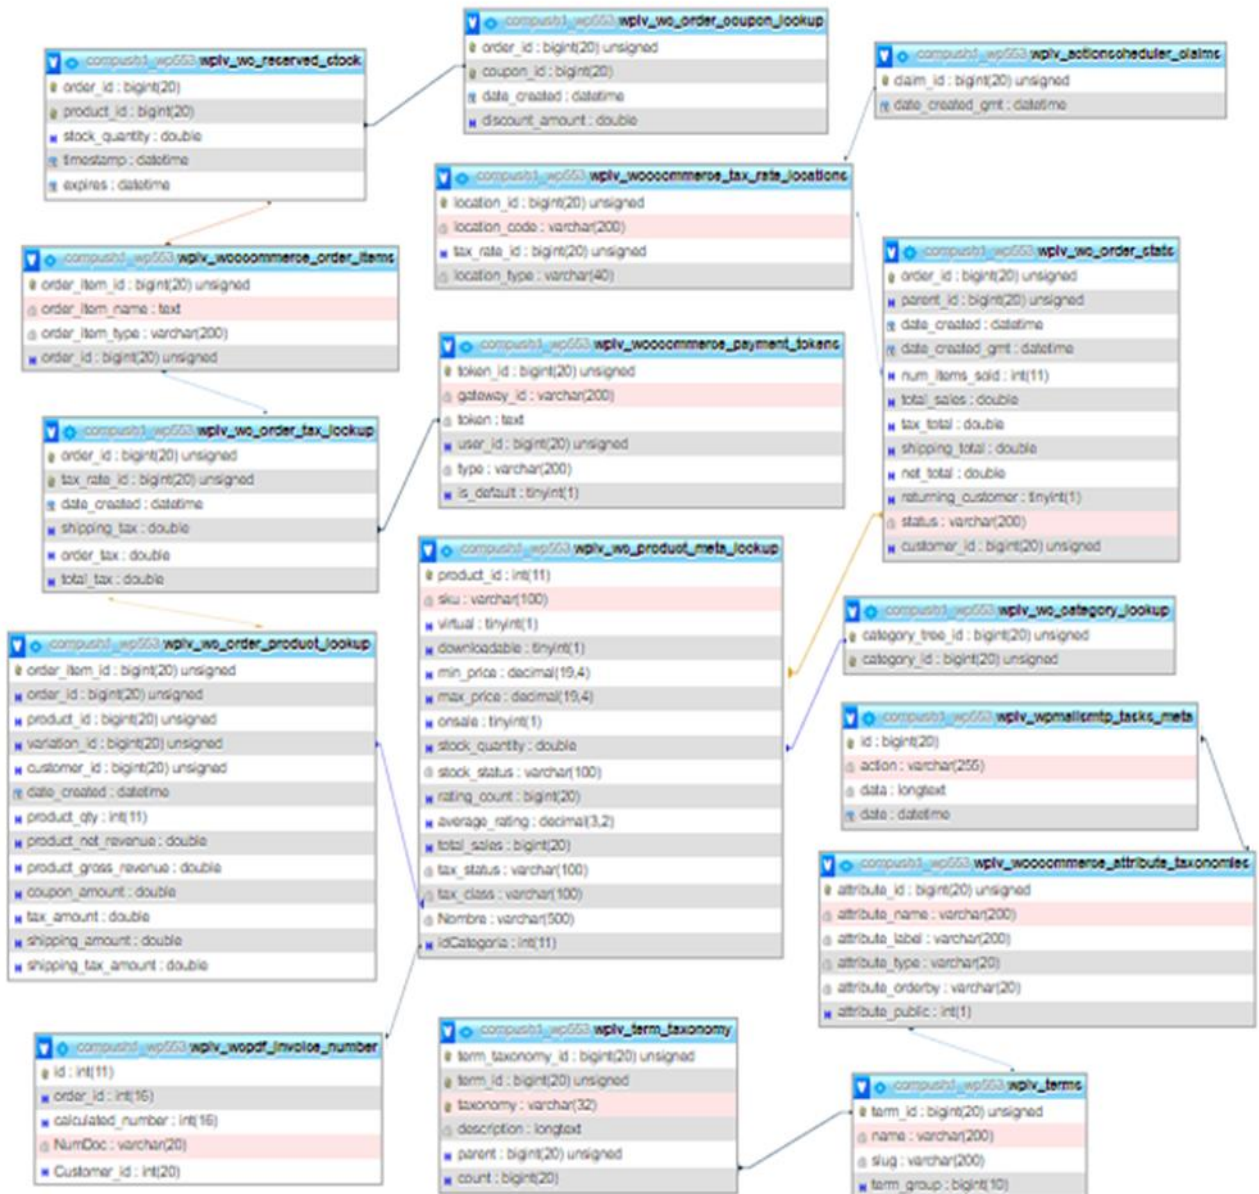 compush1_wp553 wplv_wc_reserved_stock
order_id : bigint(20)
product_id : bigint(20)
stock_quantity : double
timestamp : datetime
expires : datetime
compush1_wp553 wplv_wc_order_coupon_lookup
order_id : bigint(20) unsigned
coupon_id : bigint(20)
date_created : datetime
discount_amount : double
compush1_wp553 wplv_actionscheduler_claims
claim_id : bigint(20) unsigned
date_created_gmt : datetime
compush1_wp553 wplv_woocommerce_tax_rate_locations
location_id : bigint(20) unsigned
location_code : varchar(200)
tax_rate_id : bigint(20) unsigned
location_type : varchar(40)
compush1_wp553 wplv_woocommerce_order_items
order_item_id : bigint(20) unsigned
order_item_name : text
order_item_type : varchar(200)
order_id : bigint(20) unsigned
compush1_wp553 wplv_wc_order_stats
order_id : bigint(20) unsigned
parent_id : bigint(20) unsigned
date_created : datetime
date_created_gmt : datetime
num_items_sold : int(11)
total_sales : double
tax_total : double
shipping_total : double
net_total : double
returning_customer : tinyint(1)
status : varchar(200)
customer_id : bigint(20) unsigned
compush1_wp553 wplv_woocommerce_payment_tokens
token_id : bigint(20) unsigned
gateway_id : varchar(200)
token : text
user_id : bigint(20) unsigned
type : varchar(200)
is_default : tinyint(1)
compush1_wp553 wplv_wc_order_tax_lookup
order_id : bigint(20) unsigned
tax_rate_id : bigint(20) unsigned
date_created : datetime
shipping_tax : double
order_tax : double
total_tax : double
compush1_wp553 wplv_wc_product_meta_lookup
product_id : int(11)
sku : varchar(100)
virtual : tinyint(1)
downloadable : tinyint(1)
min_price : decimal(19,4)
max_price : decimal(19,4)
onsale : tinyint(1)
stock_quantity : double
stock_status : varchar(100)
rating_count : bigint(20)
average_rating : decimal(3,2)
total_sales : bigint(20)
tax_status : varchar(100)
tax_class : varchar(100)
Nombre : varchar(500)
idCategoria : int(11)
compush1_wp553 wplv_wc_category_lookup
category_tree_id : bigint(20) unsigned
category_id : bigint(20) unsigned
compush1_wp553 wplv_wc_order_product_lookup
order_item_id : bigint(20) unsigned
order_id : bigint(20) unsigned
product_id : bigint(20) unsigned
variation_id : bigint(20) unsigned
customer_id : bigint(20) unsigned
date_created : datetime
product_qty : int(11)
product_net_revenue : double
product_gross_revenue : double
coupon_amount : double
tax_amount : double
shipping_amount : double
shipping_tax_amount : double
compush1_wp553 wplv_wpmailsmtp_tasks_meta
id : bigint(20)
action : varchar(255)
data : longtext
date : datetime
compush1_wp553 wplv_woocommerce_attribute_taxonomies
attribute_id : bigint(20) unsigned
attribute_name : varchar(200)
attribute_label : varchar(200)
attribute_type : varchar(20)
attribute_orderby : varchar(20)
attribute_public : int(1)
compush1_wp553 wplv_wcpdf_invoice_number
id : int(11)
order_id : int(16)
calculated_number : int(16)
NumDoc : varchar(20)
Customer_id : int(20)
compush1_wp553 wplv_term_taxonomy
term_taxonomy_id : bigint(20) unsigned
term_id : bigint(20) unsigned
taxonomy : varchar(32)
description : longtext
parent : bigint(20) unsigned
count : bigint(20)
compush1_wp553 wplv_terms
term_id : bigint(20) unsigned
name : varchar(200)
slug : varchar(200)
term_group : bigint(10)